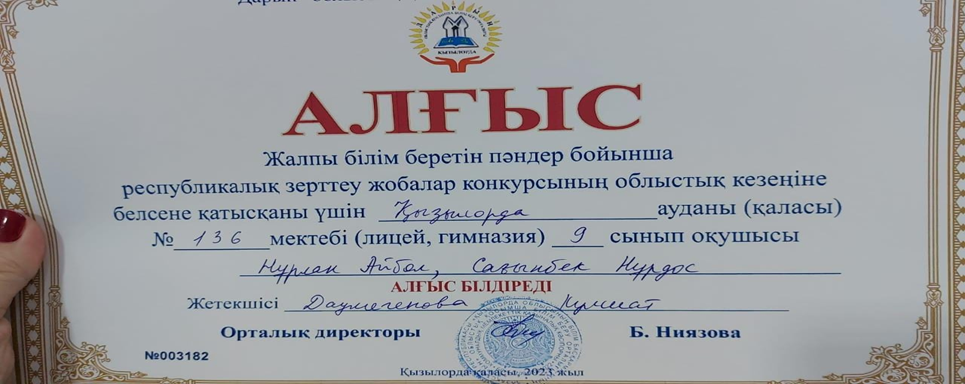 ҚЫЗЫЛОРДА
АЛҒЫС
Жалпы білім беретін пәндер бойынша
республикалық зерттеу жобалар конкурсының облыстық кезеңіне
белсене қатысқаны үшін Қызылорда ауданы (қаласы)
№ 136 мектебі (лицей, гимназия) 9 сынып оқушысы
Нұрлан Айбол, Сағынбек Нұрдос
АЛҒЫС БІЛДІРЕДІ
Жетекшісі Даумегенова
Орталық директоры Б. Ниязова
№003182
Қызылорда қаласы, 2023 жыл